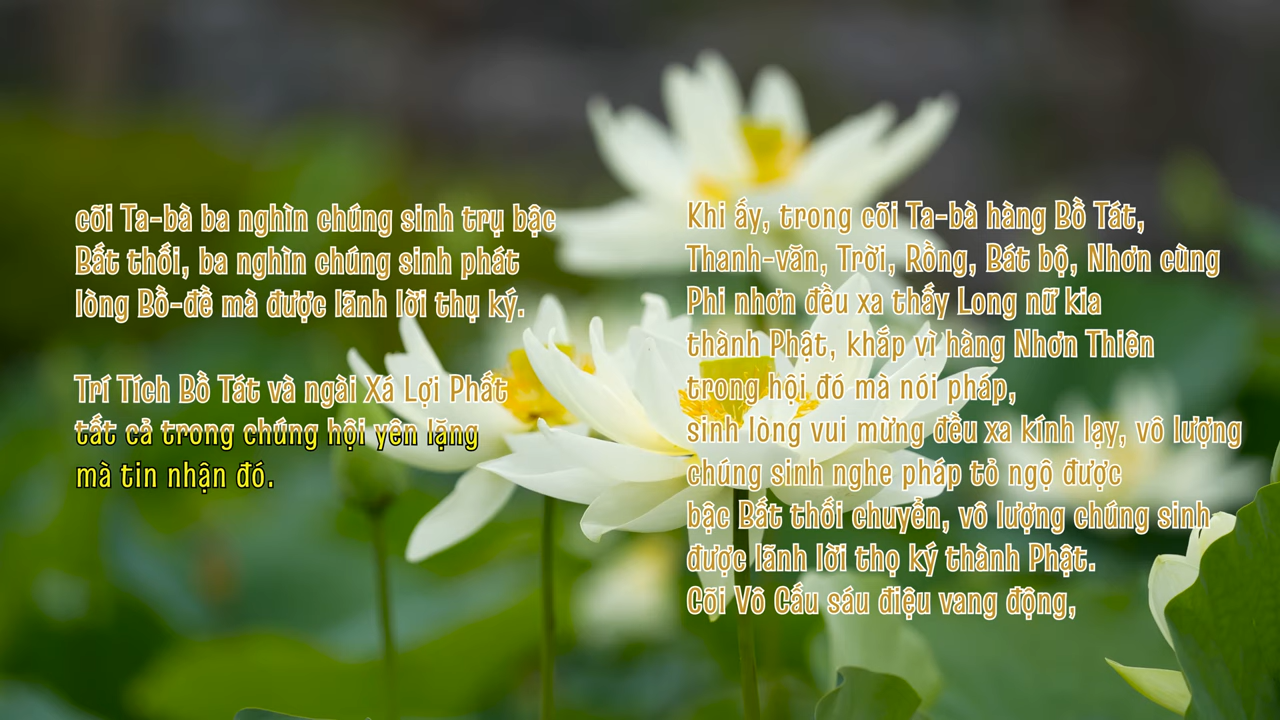 cõi Ta-bà ba nghìn chúng sinh trụ bậc
Bất thối, ba nghìn chúng sinh phát
lòng Bồ-đề mà được lãnh lời thụ ký.
Trí Tích Bồ Tát và ngài Xá Lợi Phất
tất cả trong chúng hội yên lặng
mà tin nhận đó.
Khi ấy, trong cõi Ta-bà hàng Bồ Tát,
Thanh-văn, Trời, Rồng, Bát bộ, Nhơn cùng
Phi nhơn đều xa thấy Long nữ kia
thành Phật, khắp vì hàng Nhơn Thiên
trong hội đó mà nói pháp,
sinh lòng vui mừng đều xa kính lạy, vô lượng
chúng sinh nghe pháp tỏ ngộ được
bậc Bất thối chuyển, vô lượng chúng sinh
được lãnh lời thọ ký thành Phật.
Cõi Vô Cấu sáu điệu vang động,